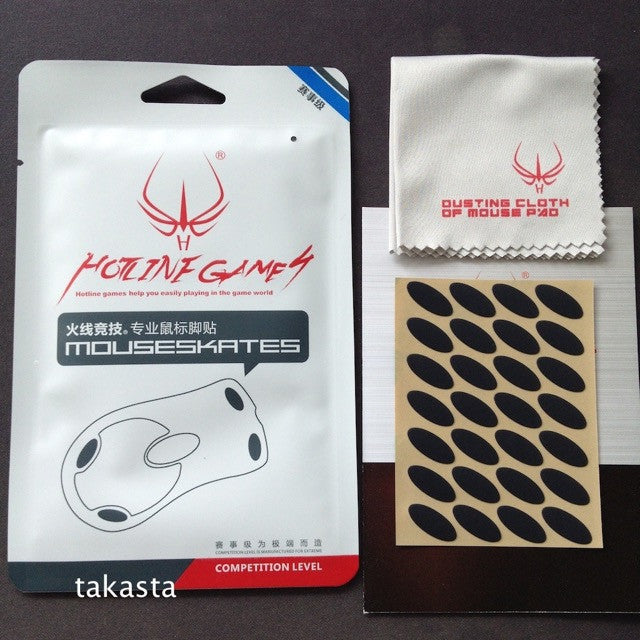 赛事级
®
HOTLINE GAMES
Hotline games help you easily playing in the game world
火线竞技®专业鼠标脚贴
MOUSESKATES
赛事级为极端而造
COMPETITION LEVEL IS MANUFACTURED FOR EXTREME
COMPETITION LEVEL
takasta
®
DUSTING CLOTH
OF MOUSE PAD